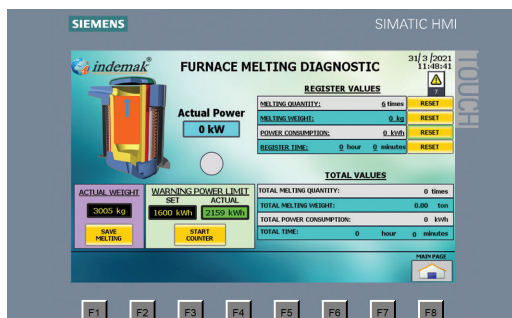 SIEMENS
SIMATIC HMI
TOUCH
indemak
FURNACE MELTING DIAGNOSTIC
31/ 3 /2021
11:48:41
7
REGISTER VALUES
MELTING QUANTITY: 6 times RESET
MELTING WEIGHT: 0 kg RESET
POWER CONSUMPTION: 0 kWh RESET
REGISTER TIME: 0 hour 0 minutes RESET
Actual Power
0 kW
TOTAL VALUES
TOTAL MELTING QUANTITY: 0 times
TOTAL MELTING WEIGHT: 0.00 ton
TOTAL POWER CONSUMPTION: 0 kWh
TOTAL TIME: 0 hour 0 minutes
ACTUAL WEIGHT
3005 kg
SAVE
MELTING
WARNING POWER LIMIT
SET ACTUAL
1600 kWh 2159 kWh
START
COUNTER
MAIN PAGE
F1 F2 F3 F4 F5 F6 F7 F8